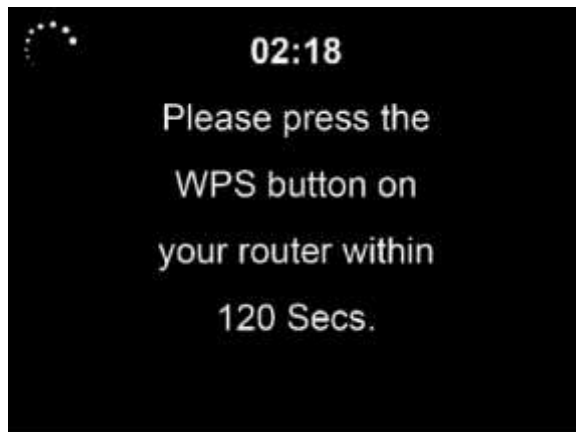 02:18
Please press the
WPS button on
your router within
120 Secs.